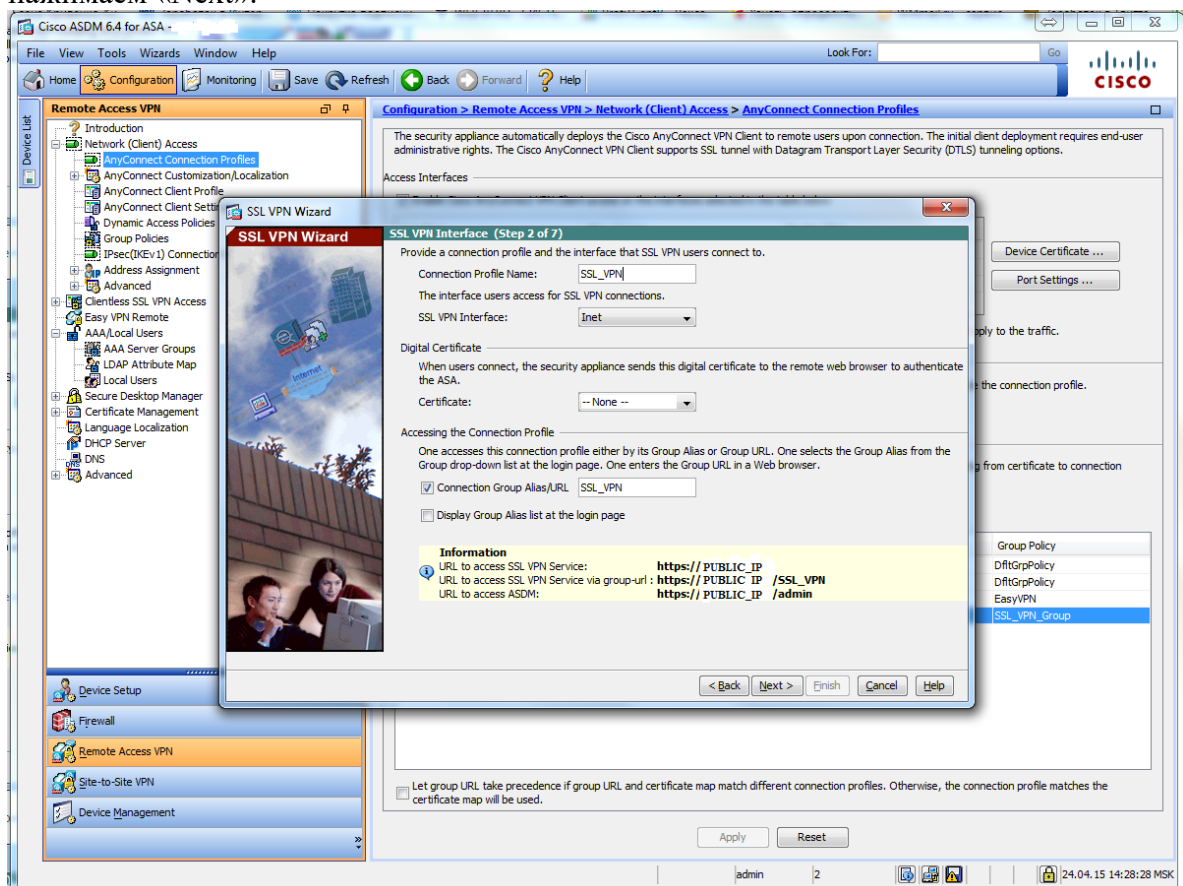 нажимаем «Next».
Cisco ASDM 6.4 for ASA -
File View Tools Wizards Window Help
Look For:
Go
Home Configuration Monitoring Save Refresh Back Forward Help
CISCO
Device List
Remote Access VPN
Introduction
Network (Client) Access
AnyConnect Connection Profiles
AnyConnect Customization/Localization
AnyConnect Client Profile
AnyConnect Client Setti
Dynamic Access Policies
Group Policies
IPsec(IKEv1) Connection
Address Assignment
Advanced
Clientless SSL VPN Access
Easy VPN Remote
AAA/Local Users
AAA Server Groups
LDAP Attribute Map
Local Users
Secure Desktop Manager
Certificate Management
Language Localization
DHCP Server
DNS
Advanced
Device Setup
Firewall
Remote Access VPN
Site-to-Site VPN
Device Management
Configuration > Remote Access VPN > Network (Client) Access > AnyConnect Connection Profiles
The security appliance automatically deploys the Cisco AnyConnect VPN Client to remote users upon connection. The initial client deployment requires end-user
administrative rights. The Cisco AnyConnect VPN Client supports SSL tunnel with Datagram Transport Layer Security (DTLS) tunneling options.
Access Interfaces
Device Certificate ...
Port Settings ...
pply to the traffic.
the connection profile.
g from certificate to connection
Group Policy
DfltGrpPolicy
DfltGrpPolicy
EasyVPN
SSL_VPN_Group
SSL VPN Wizard
SSL VPN Wizard
Internet
SSL VPN Interface (Step 2 of 7)
Provide a connection profile and the interface that SSL VPN users connect to.
Connection Profile Name: SSL_VPN
The interface users access for SSL VPN connections.
SSL VPN Interface: Inet
Digital Certificate
When users connect, the security appliance sends this digital certificate to the remote web browser to authenticate
the ASA.
Certificate: -- None --
Accessing the Connection Profile
One accesses this connection profile either by its Group Alias or Group URL. One selects the Group Alias from the
Group drop-down list at the login page. One enters the Group URL in a Web browser.
Connection Group Alias/URL SSL_VPN
Display Group Alias list at the login page
Information
URL to access SSL VPN Service: https:// PUBLIC_IP
URL to access SSL VPN Service via group-url : https:// PUBLIC IP /SSL_VPN
URL to access ASDM: https:// PUBLIC_IP /admin
< Back Next > Finish Cancel Help
Let group URL take precedence if group URL and certificate map match different connection profiles. Otherwise, the connection profile matches the
certificate map will be used.
Apply Reset
admin 2 24.04.15 14:28:28 MSK